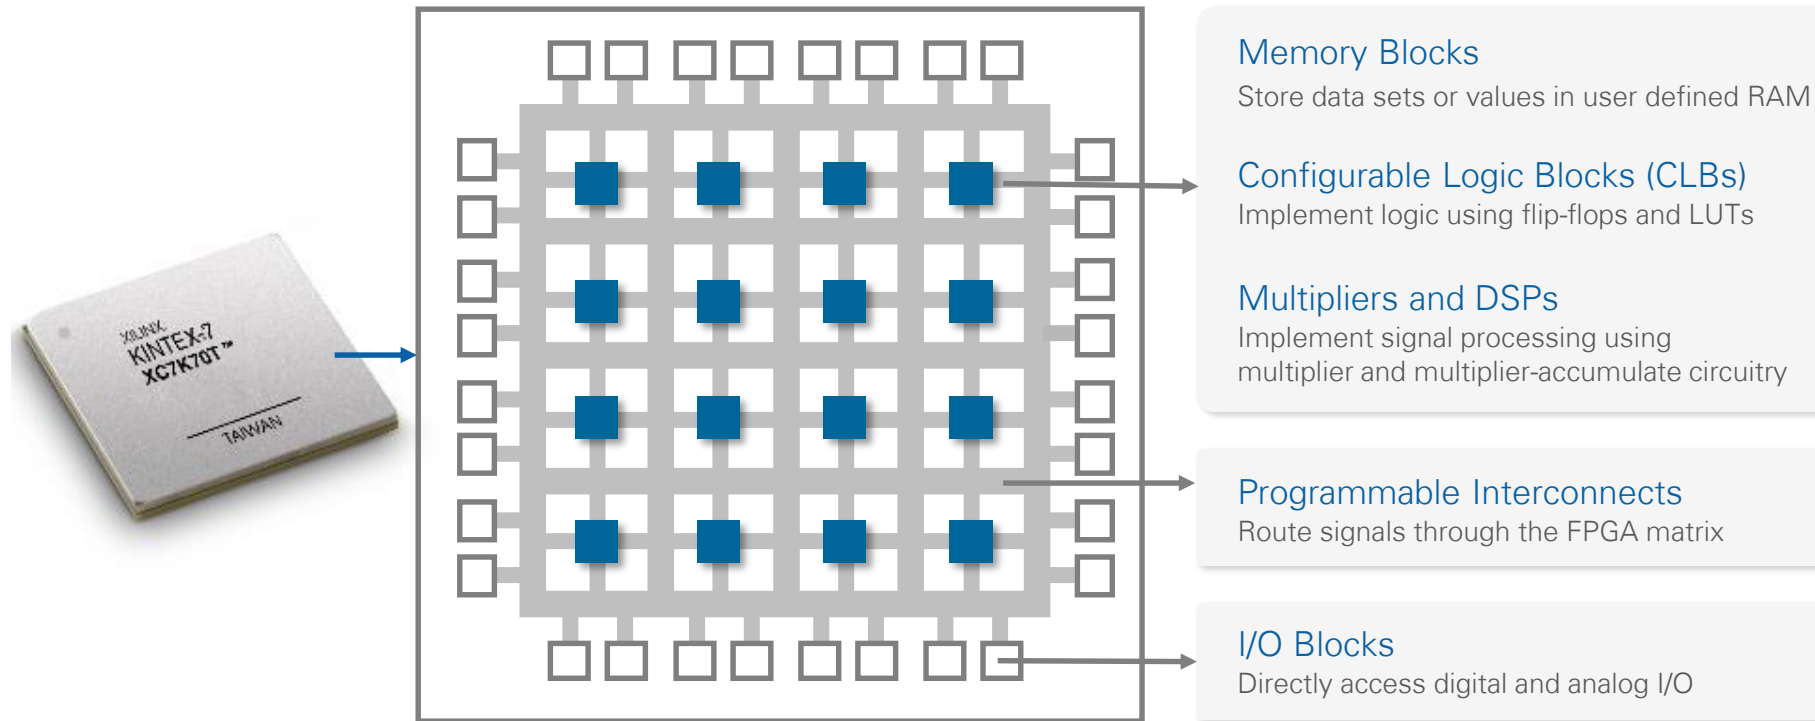 XILINX
KINTEX-7
XC7K70T™
TAIWAN
Memory Blocks
Store data sets or values in user defined RAM
Configurable Logic Blocks (CLBs)
Implement logic using flip-flops and LUTs
Multipliers and DSPs
Implement signal processing using
multiplier and multiplier-accumulate circuitry
Programmable Interconnects
Route signals through the FPGA matrix
I/O Blocks
Directly access digital and analog I/O